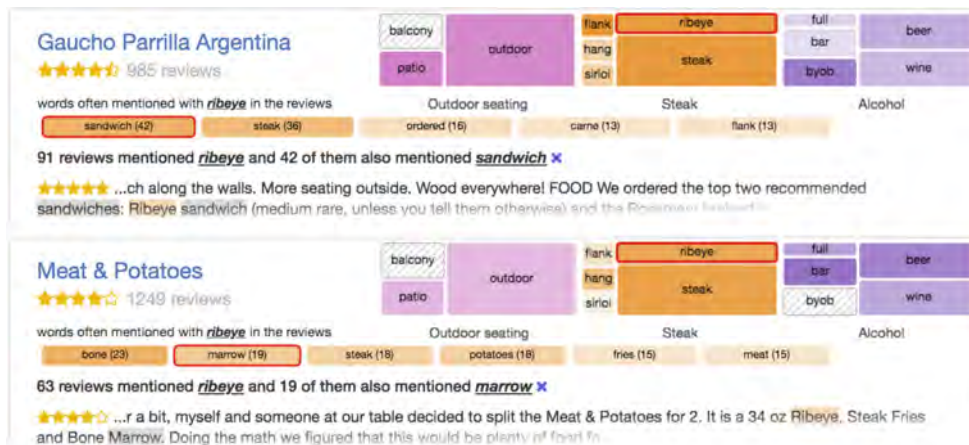 Gaucho Parrilla Argentina
985 reviews
balcony
patio
outdoor
flank
hang
sirloi
ribeye
steak
full
bar
byob
beer
wine
Outdoor seating
Steak
Alcohol
words often mentioned with ribeye in the reviews
sandwich (42)
steak (36)
ordered (16)
carne (13)
flank (13)
91 reviews mentioned ribeye and 42 of them also mentioned sandwich ×
...ch along the walls. More seating outside. Wood everywhere! FOOD We ordered the top two recommended
sandwiches: Ribeye sandwich (medium rare, unless you tell them otherwise) and the
Meat & Potatoes
1249 reviews
balcony
patio
outdoor
flank
hang
sirloi
ribeye
steak
full
bar
byob
beer
wine
Outdoor seating
Steak
Alcohol
words often mentioned with ribeye in the reviews
bone (23)
marrow (19)
steak (18)
potatoes (18)
fries (15)
meat (15)
63 reviews mentioned ribeye and 19 of them also mentioned marrow ×
...r a bit, myself and someone at our table decided to split the Meat & Potatoes for 2. It is a 34 oz Ribeye, Steak Fries
and Bone Marrow. Doing the math we figured that this would be plenty of food